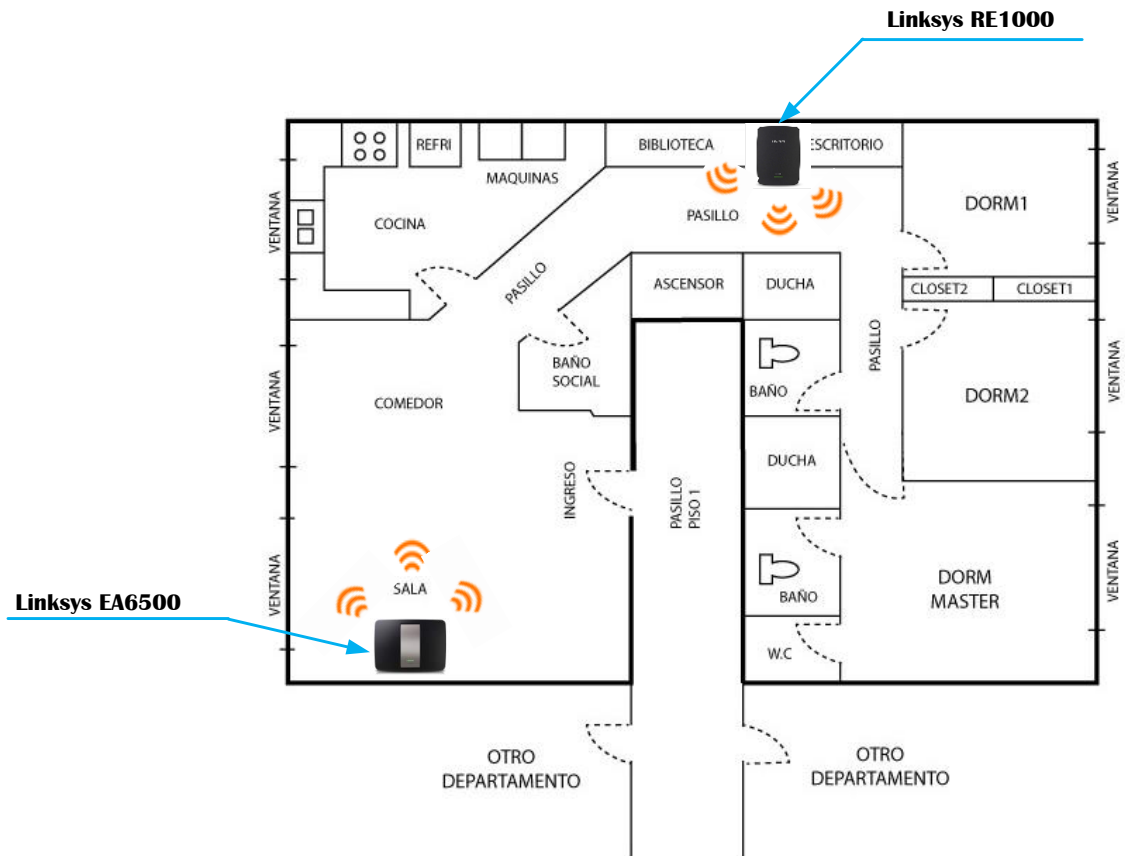 Linksys RE1000
REFRI
BIBLIOTECA
ESCRITORIO
MAQUINAS
VENTANA
COCINA
PASILLO
DORM1
VENTANA
PASILLO
ASCENSOR
DUCHA
CLOSET2
CLOSET1
VENTANA
COMEDOR
BAÑO
SOCIAL
BAÑO
PASILLO
DORM2
VENTANA
INGRESO
PASILLO
PISO 1
DUCHA
VENTANA
SALA
Linksys EA6500
BAÑO
DORM
MASTER
VENTANA
W.C
OTRO
DEPARTAMENTO
OTRO
DEPARTAMENTO